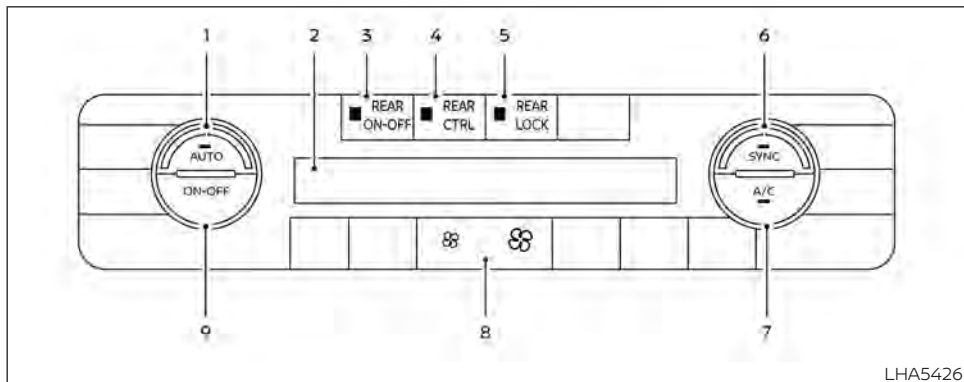 1 2 3 4 5 6
REAR ON-OFF
REAR CTRL
REAR LOCK
AUTO
ON-OFF
SYNC
A/C
9 8 7
LHA5426